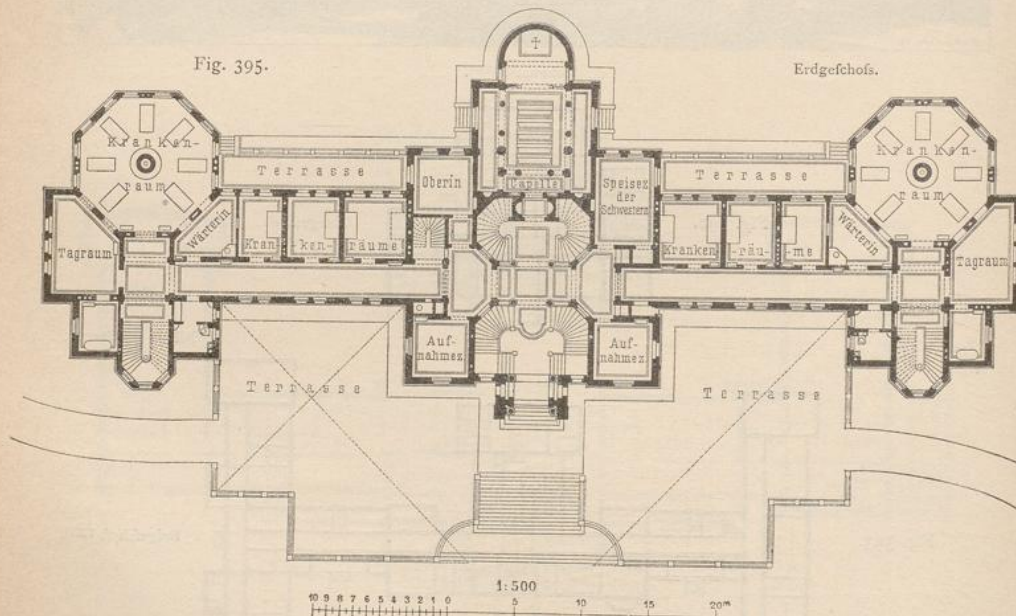 Fig. 395.
Erdgeſchoſs.
Kranken-
raum
Terrasse
Oberin
Capelle
Speisez
der
Schwestern
Terrasse
Kranken-
raum
Tagraum
Wärterin
Kran
-ken-
räume
Kranken
-räu-
-me
Wärterin
Tagraum
Auf-
nahmez
Auf-
nahmez
Terrasse
Terrasse
1:500
10 9 8 7 6 5 4 3 2 1 0 5 10 15 20m